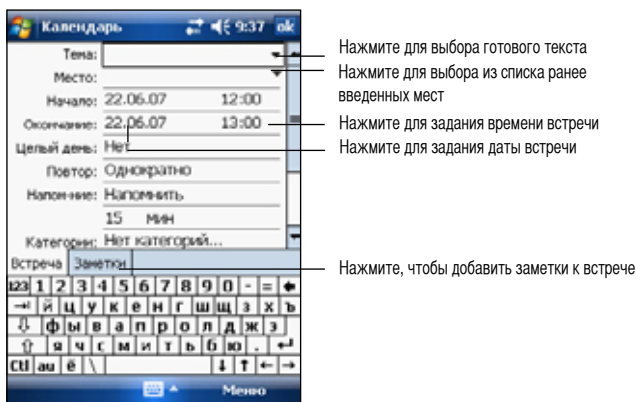 Календарь 9:37 ok
Тема:
Место:
Начало: 22.06.07 12:00
Окончание: 22.06.07 13:00
Целый день: Нет
Повтор: Однократно
Напом-ние: Напомнить
15 мин
Категории: Нет категорий...
Встреча Заметки
123 1 2 3 4 5 6 7 8 9 0 - =
й ц у к е н г ш щ з х ъ
ф ы в а п р о л д ж э
я ч с м и т ь б ю .
Ctl au ё \
Меню
Нажмите для выбора готового текста
Нажмите для выбора из списка ранее
введенных мест
Нажмите для задания времени встречи
Нажмите для задания даты встречи
Нажмите, чтобы добавить заметки к встрече